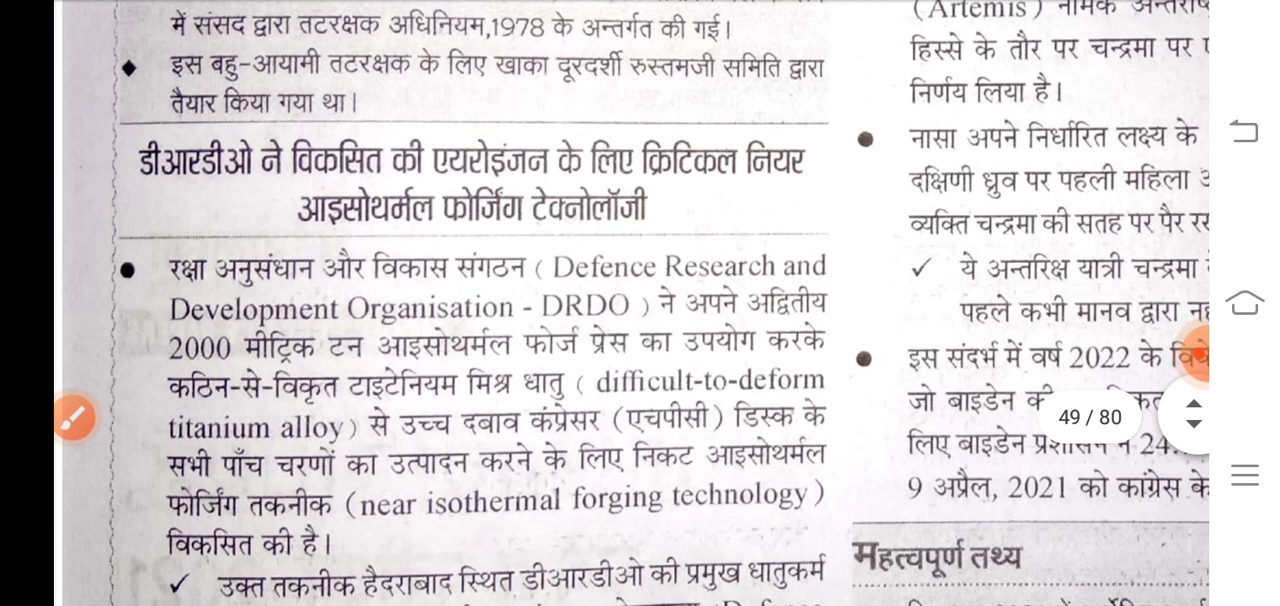 में संसद द्वारा तटरक्षक अधिनियम,1978 के अन्तर्गत की गई।
◆ इस बहु-आयामी तटरक्षक के लिए खाका दूरदर्शी रुस्तमजी समिति द्वारा
तैयार किया गया था।
डीआरडीओ ने विकसित की एयरोइंजन के लिए क्रिटिकल नियर
आइसोथर्मल फोर्जिंग टेक्नोलॉजी
● रक्षा अनुसंधान और विकास संगठन ( Defence Research and
Development Organisation - DRDO ) ने अपने अद्वितीय
2000 मीट्रिक टन आइसोथर्मल फोर्ज प्रेस का उपयोग करके
कठिन-से-विकृत टाइटेनियम मिश्र धातु ( difficult-to-deform
titanium alloy) से उच्च दबाव कंप्रेसर (एचपीसी) डिस्क के
सभी पाँच चरणों का उत्पादन करने के लिए निकट आइसोथर्मल
फोर्जिंग तकनीक (near isothermal forging technology)
विकसित की है।
✓ उक्त तकनीक हैदराबाद स्थित डीआरडीओ की प्रमुख धातुकर्म
(Artemis) नामक
हिस्से के तौर पर चन्द्रमा पर
निर्णय लिया है।
● नासा अपने निर्धारित लक्ष्य के
दक्षिणी ध्रुव पर पहली महिला
व्यक्ति चन्द्रमा की सतह पर पैर
✓ ये अन्तरिक्ष यात्री चन्द्रमा
पहले कभी मानव द्वारा
● इस संदर्भ में वर्ष 2022 के
जो बाइडेन
लिए बाइडेन प्रशासन ने 24
9 अप्रैल, 2021 को कांग्रेस के
महत्वपूर्ण तथ्य
49 / 80